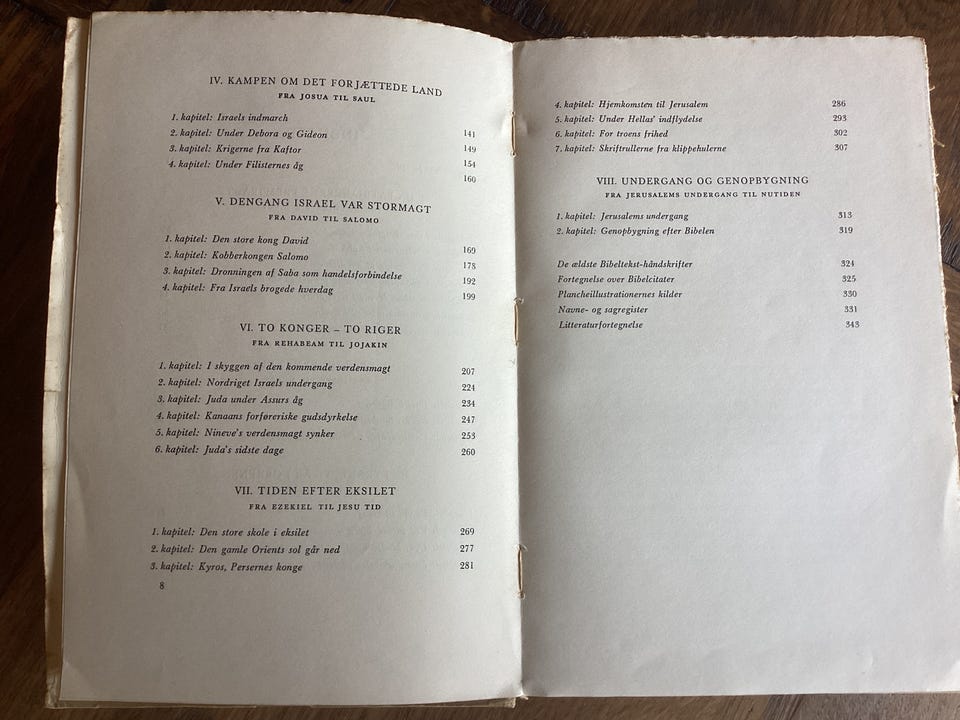 IV. KAMPEN OM DET FORJÆTTEDE LAND
FRA JOSUA TIL SAUL
1. kapitel: Israels indmarch 141
2. kapitel: Under Debora og Gideon 149
3. kapitel: Krigerne fra Kaftor 154
4. kapitel: Under Filisternes åg 160
V. DENGANG ISRAEL VAR STORMAGT
FRA DAVID TIL SALOMO
1. kapitel: Den store kong David 169
2. kapitel: Kobberkongen Salomo 178
3. kapitel: Dronningen af Saba som handelsforbindelse 192
4. kapitel: Fra Israels brogede hverdag 199
VI. TO KONGER – TO RIGER
FRA REHABEAM TIL JOJAKIN
1. kapitel: I skyggen af den kommende verdensmagt 207
2. kapitel: Nordriget Israels undergang 224
3. kapitel: Juda under Assurs åg 234
4. kapitel: Kanaans forføreriske gudsdyrkelse 247
5. kapitel: Nineve's verdensmagt synker 253
6. kapitel: Juda's sidste dage 260
VII. TIDEN EFTER EKSILET
FRA EZEKIEL TIL JESU TID
1. kapitel: Den store skole i eksilet 269
2. kapitel: Den gamle Orients sol går ned 277
3. kapitel: Kyros, Persernes konge 281
8
4. kapitel: Hjemkomsten til Jerusalem 286
5. kapitel: Under Hellas' indflydelse 293
6. kapitel: For troens frihed 302
7. kapitel: Skriftrullerne fra klippehulerne 307
VIII. UNDERGANG OG GENOPBYGNING
FRA JERUSALEMS UNDERGANG TIL NUTIDEN
1. kapitel: Jerusalems undergang 313
2. kapitel: Genopbygning efter Bibelen 319
De ældste Bibeltekst-håndskrifter 324
Fortegnelse over Bibelcitater 325
Plancheillustrationernes kilder 330
Navne- og sagregister 331
Litteraturfortegnelse 343